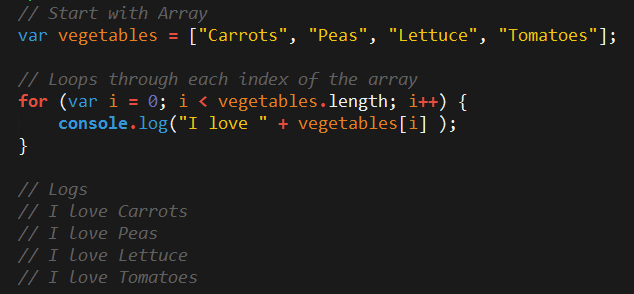 // Start with Array
var vegetables = ["Carrots", "Peas", "Lettuce", "Tomatoes"];
// Loops through each index of the array
for (var i = 0; i < vegetables.length; i++) {
    console.log("I love " + vegetables[i] );
}
// Logs
// I love Carrots
// I love Peas
// I love Lettuce
// I love Tomatoes